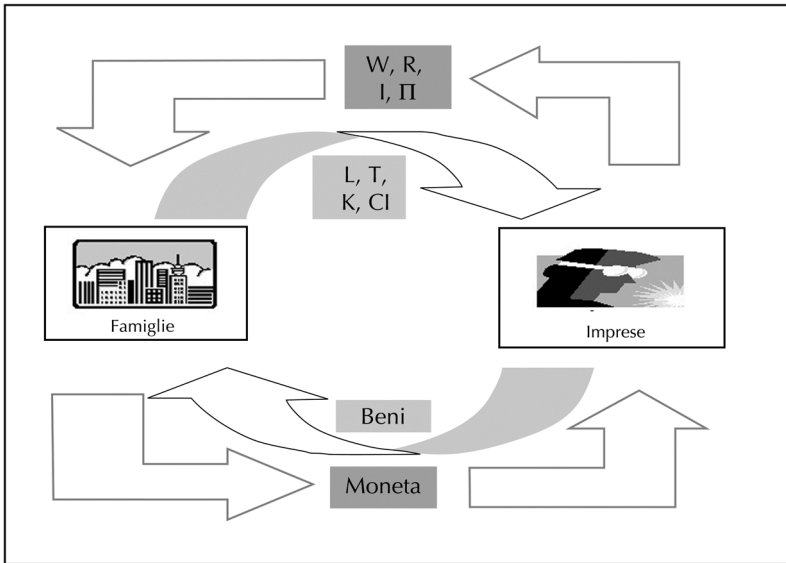 W, R,
I, Π
L, T,
K, CI
Famiglie
Imprese
Beni
Moneta